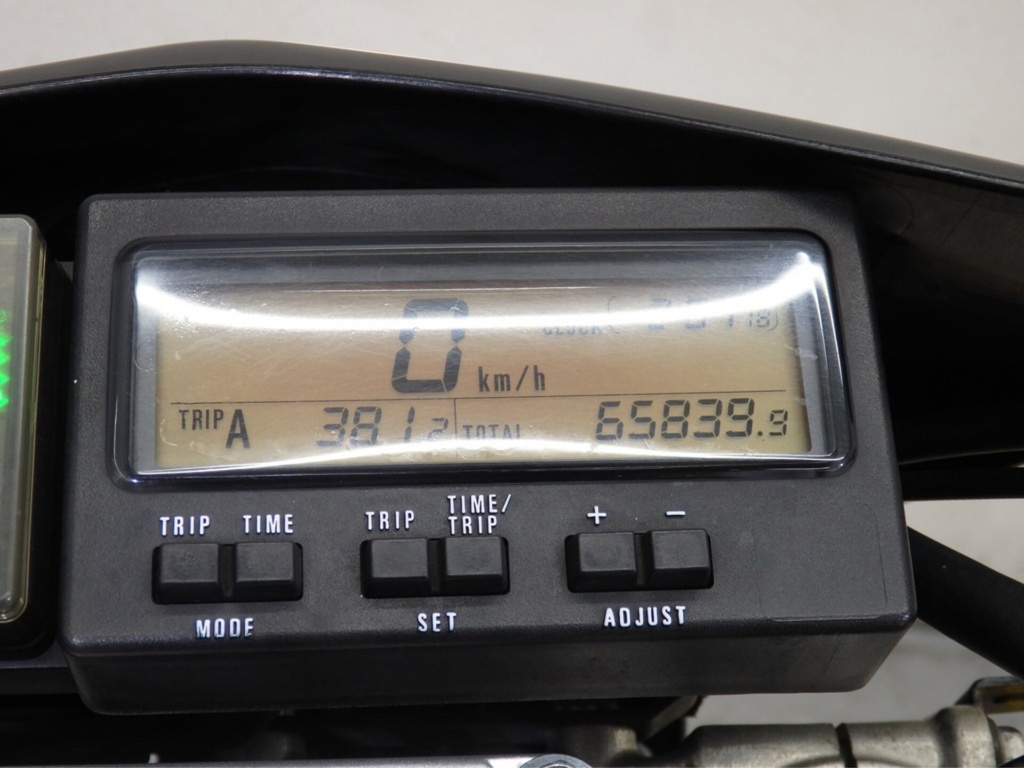 0 km/h CLOCK
TRIP A 381.2 TOTAL 65839.9
TRIP TIME TRIP TIME/TRIP + −
MODE SET ADJUST